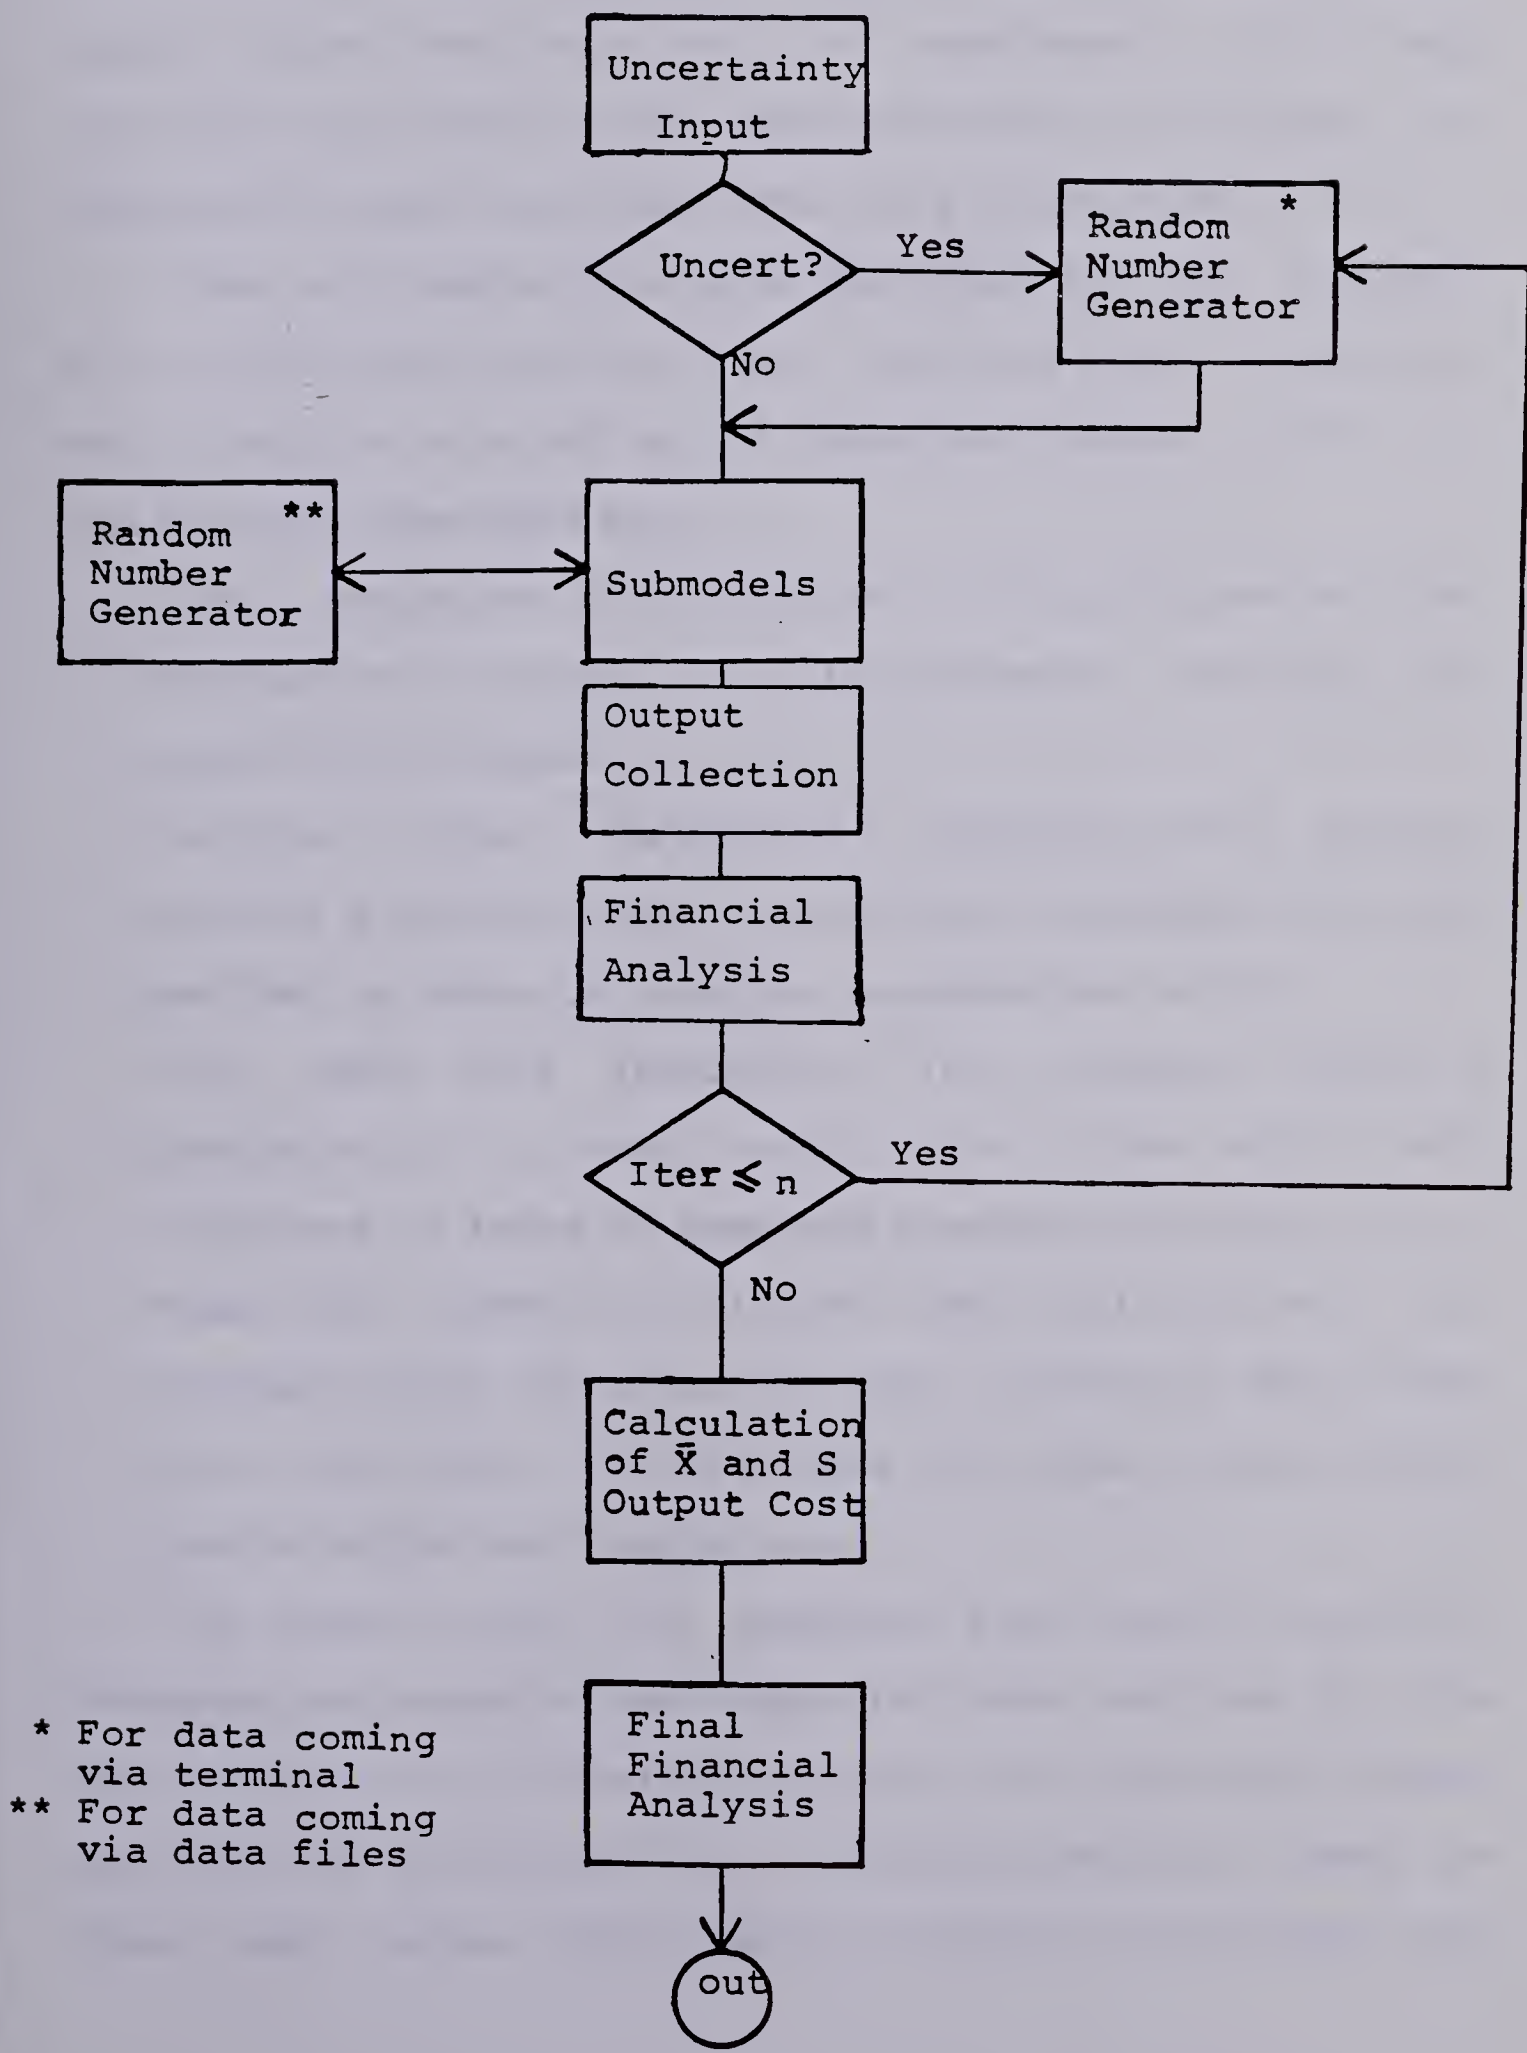 Uncertainty
Input
Uncert?
Yes
*
Random
Number
Generator
No
**
Random
Number
Generator
Submodels
Output
Collection
Financial
Analysis
Iter ⩽ n
Yes
No
Calculation
of X̄ and S
Output Cost
Final
Financial
Analysis
* For data coming
via terminal
** For data coming
via data files
out